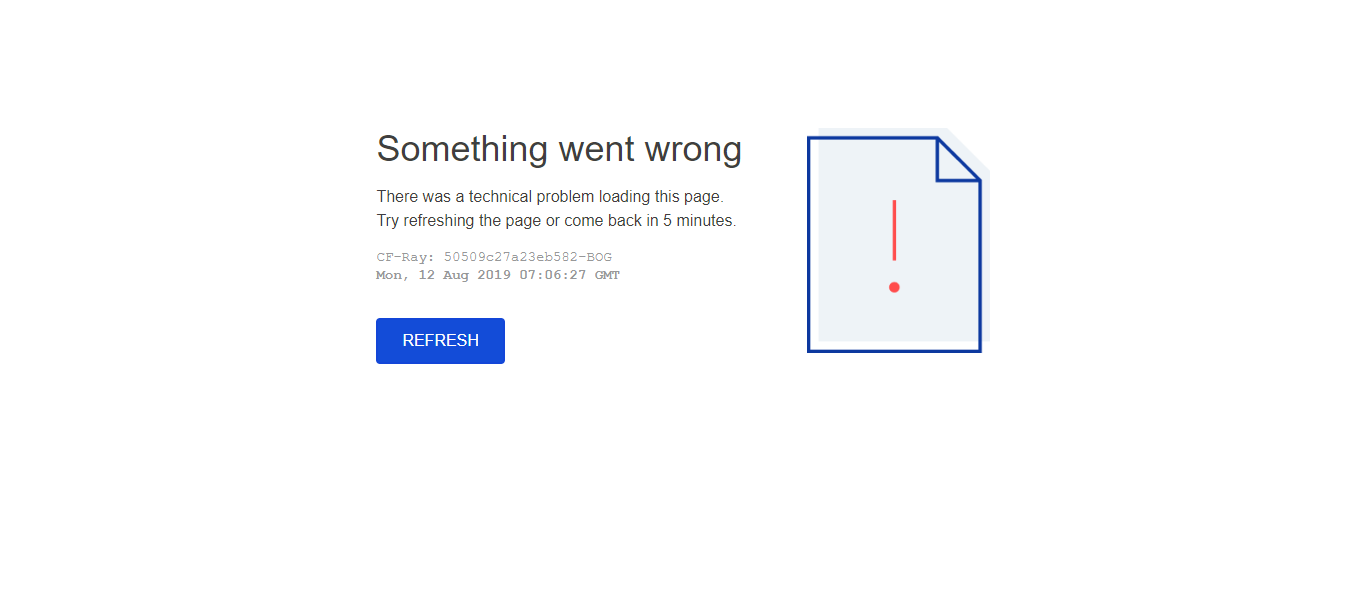 Something went wrong
There was a technical problem loading this page.
Try refreshing the page or come back in 5 minutes.
CF-Ray: 50509c27a23eb582-BOG
Mon, 12 Aug 2019 07:06:27 GMT
REFRESH